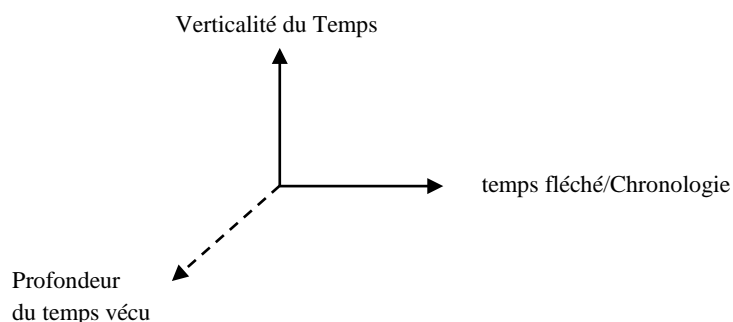 Verticalité du Temps
temps fléché/Chronologie
Profondeur
du temps vécu